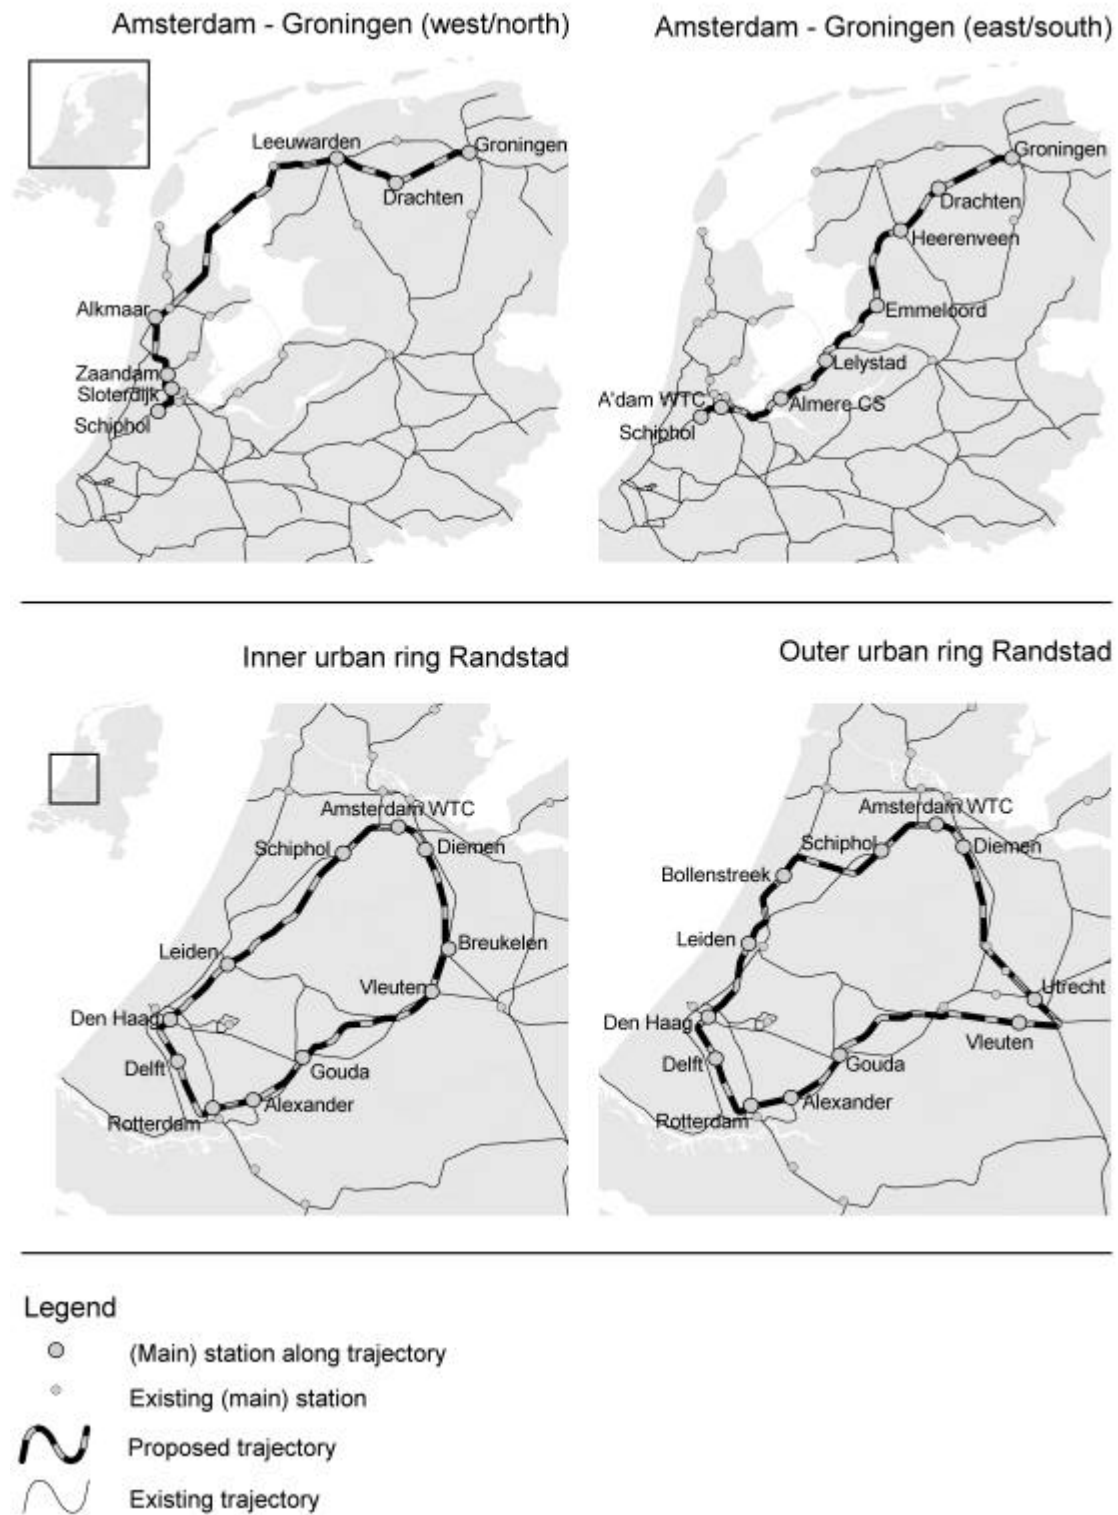 Amsterdam - Groningen (west/north)
Amsterdam - Groningen (east/south)
Leeuwarden
Groningen
Drachten
Alkmaar
Zaandam
Sloterdijk
Schiphol
Groningen
Drachten
Heerenveen
Emmeloord
Lelystad
A'dam WTC
Almere CS
Schiphol
Inner urban ring Randstad
Outer urban ring Randstad
Amsterdam WTC
Schiphol
Diemen
Leiden
Breukelen
Vleuten
Den Haag
Delft
Gouda
Alexander
Rotterdam
Amsterdam WTC
Schiphol
Diemen
Bollenstreek
Leiden
Utrecht
Den Haag
Vleuten
Delft
Gouda
Alexander
Rotterdam
Legend
(Main) station along trajectory
Existing (main) station
Proposed trajectory
Existing trajectory